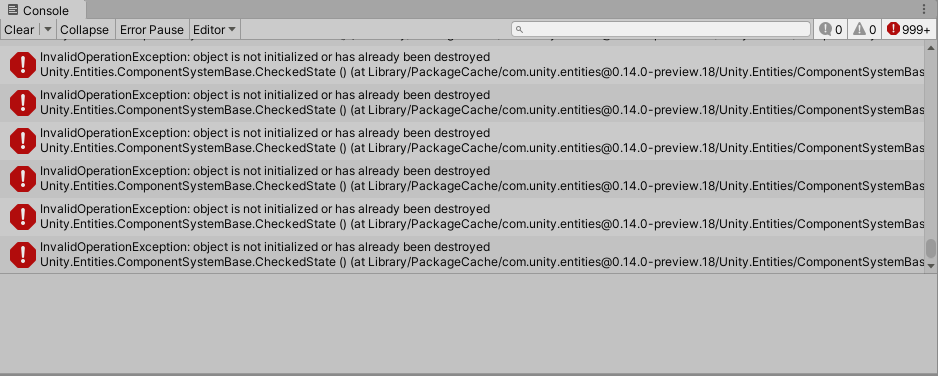 Console
Clear Collapse Error Pause Editor 0 0 999+
InvalidOperationException: object is not initialized or has already been destroyed
Unity.Entities.ComponentSystemBase.CheckedState () (at Library/PackageCache/com.unity.entities@0.14.0-preview.18/Unity.Entities/ComponentSystemBas
InvalidOperationException: object is not initialized or has already been destroyed
Unity.Entities.ComponentSystemBase.CheckedState () (at Library/PackageCache/com.unity.entities@0.14.0-preview.18/Unity.Entities/ComponentSystemBas
InvalidOperationException: object is not initialized or has already been destroyed
Unity.Entities.ComponentSystemBase.CheckedState () (at Library/PackageCache/com.unity.entities@0.14.0-preview.18/Unity.Entities/ComponentSystemBas
InvalidOperationException: object is not initialized or has already been destroyed
Unity.Entities.ComponentSystemBase.CheckedState () (at Library/PackageCache/com.unity.entities@0.14.0-preview.18/Unity.Entities/ComponentSystemBas
InvalidOperationException: object is not initialized or has already been destroyed
Unity.Entities.ComponentSystemBase.CheckedState () (at Library/PackageCache/com.unity.entities@0.14.0-preview.18/Unity.Entities/ComponentSystemBas
InvalidOperationException: object is not initialized or has already been destroyed
Unity.Entities.ComponentSystemBase.CheckedState () (at Library/PackageCache/com.unity.entities@0.14.0-preview.18/Unity.Entities/ComponentSystemBas